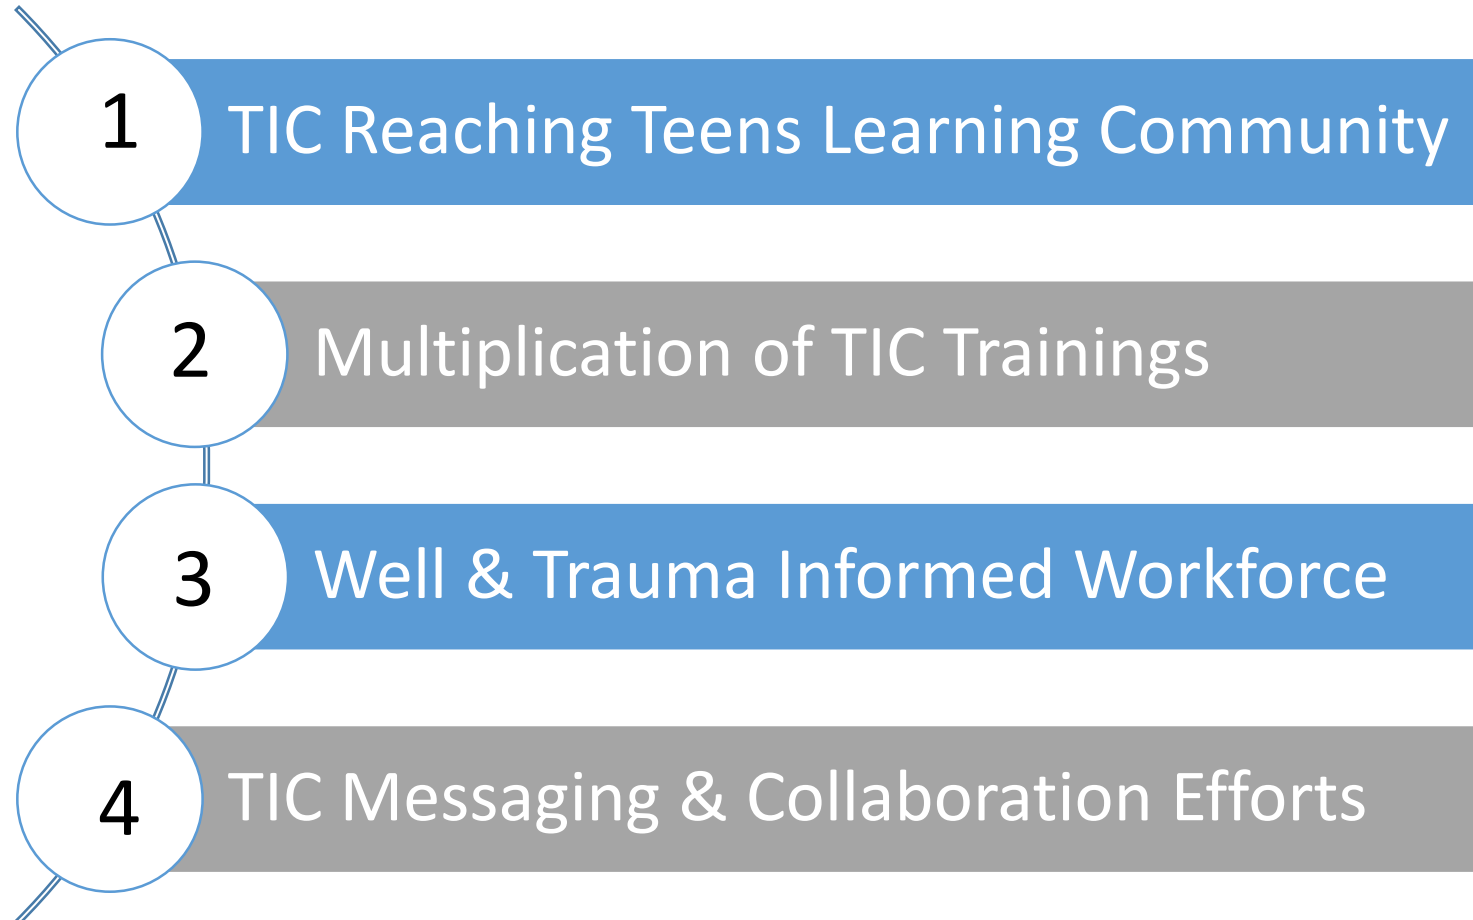 1
TIC Reaching Teens Learning Community
2
Multiplication of TIC Trainings
3
Well & Trauma Informed Workforce
4
TIC Messaging & Collaboration Efforts